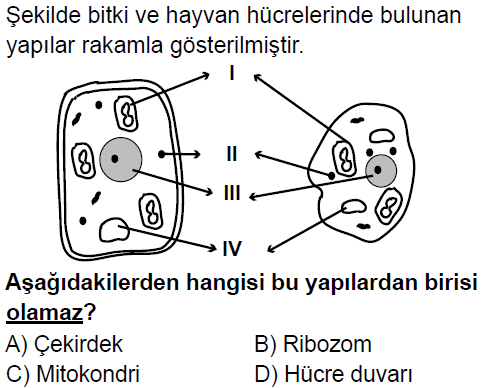 Şekilde bitki ve hayvan hücrelerinde bulunan
yapılar rakamla gösterilmiştir.
I
II
III
IV
Aşağıdakilerden hangisi bu yapılardan birisi
olamaz?
A) Çekirdek B) Ribozom
C) Mitokondri D) Hücre duvarı